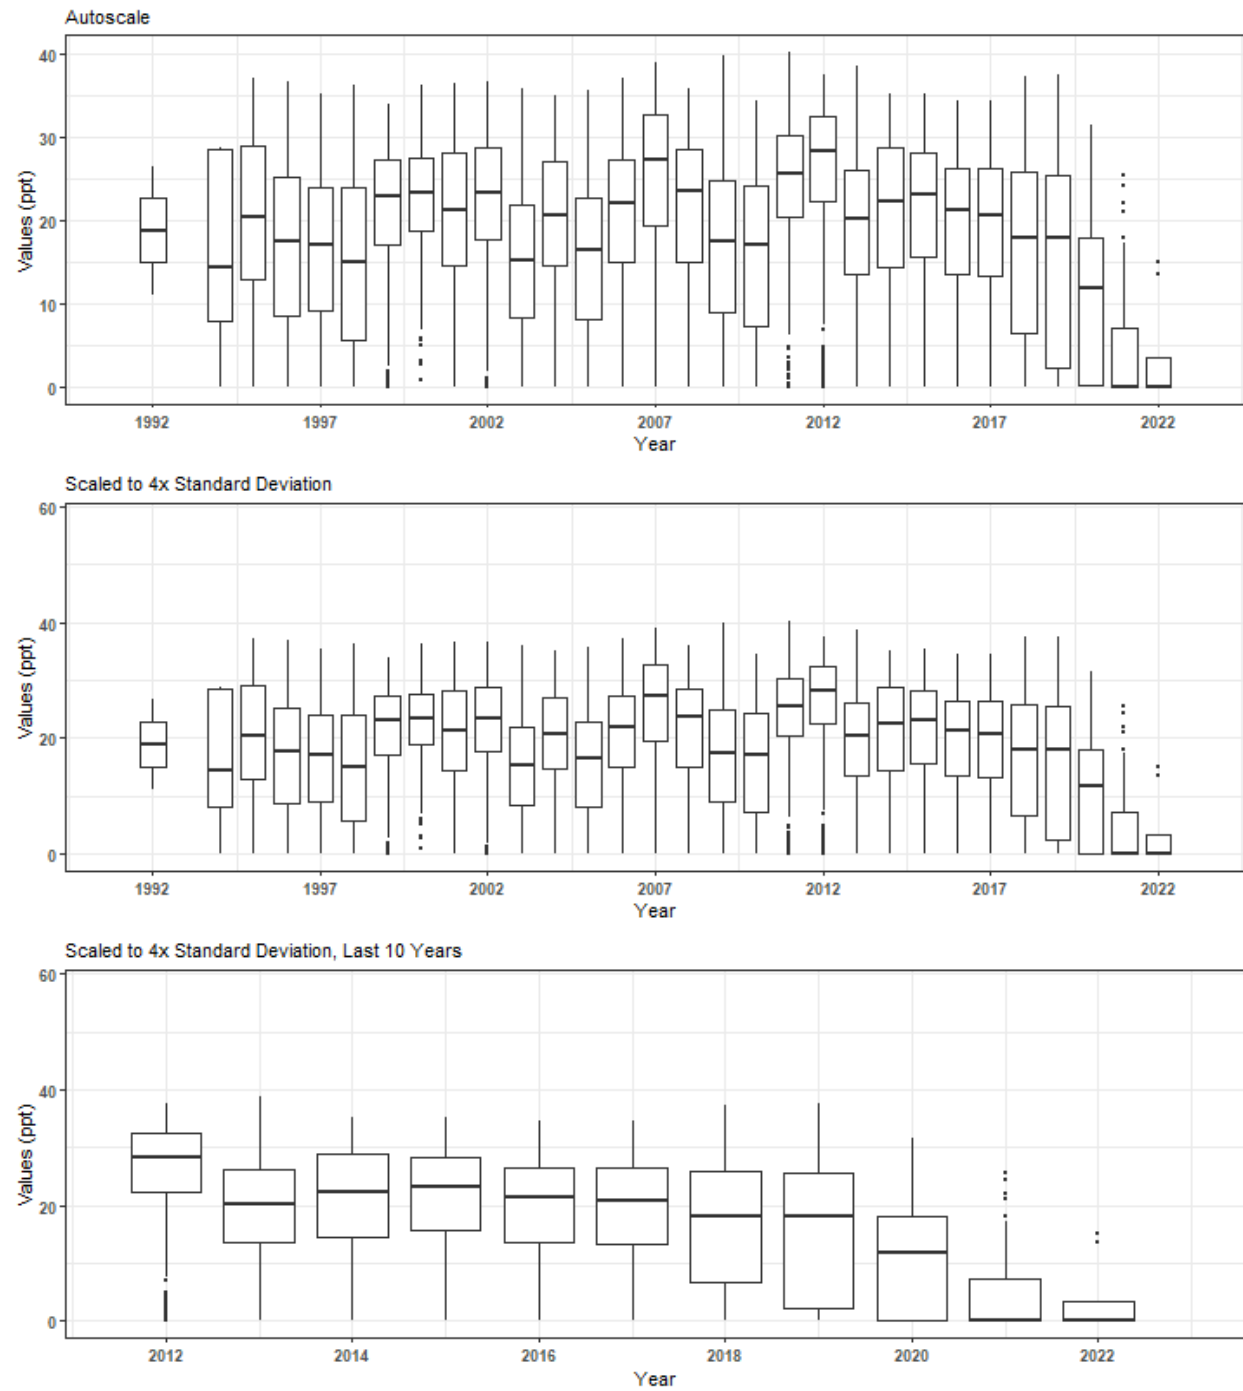 Autoscale
40
30
20
10
0
Values (ppt)
1992 1997 2002 2007 2012 2017 2022
Year
Scaled to 4x Standard Deviation
60
40
20
0
Values (ppt)
1992 1997 2002 2007 2012 2017 2022
Year
Scaled to 4x Standard Deviation, Last 10 Years
60
40
20
0
Values (ppt)
2012 2014 2016 2018 2020 2022
Year